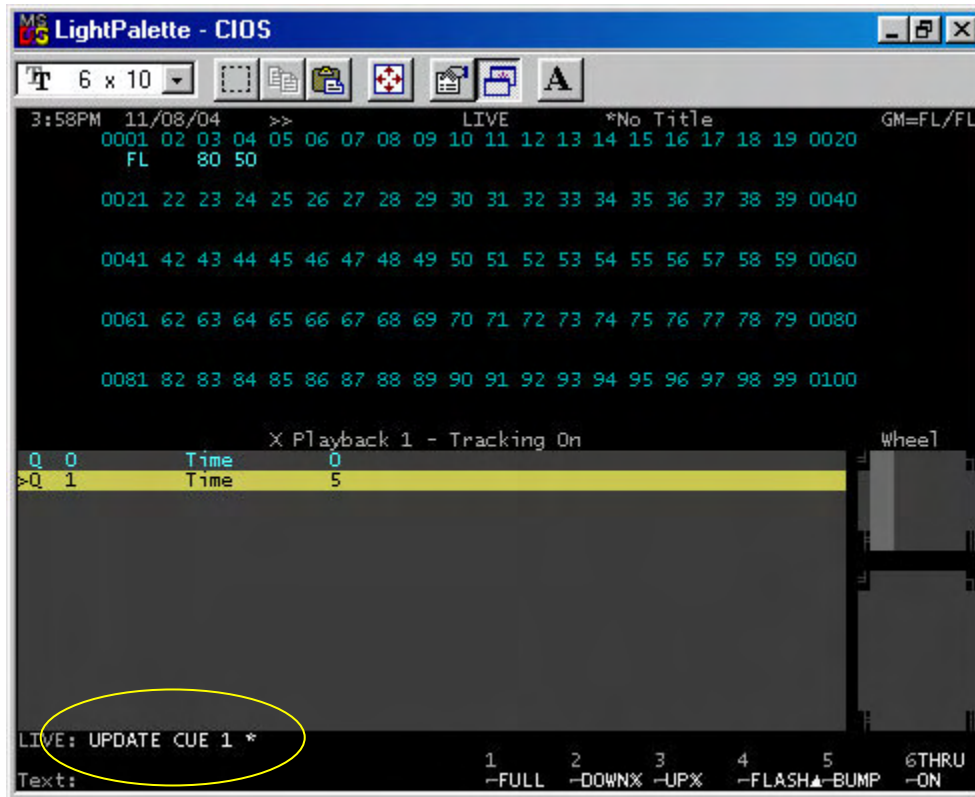 MS DOS LightPalette - CIOS
Tr 6 x 10 A
3:58PM 11/08/04 >> LIVE *No Title GM=FL/FL
0001 02 03 04 05 06 07 08 09 10 11 12 13 14 15 16 17 18 19 0020
FL 80 50
0021 22 23 24 25 26 27 28 29 30 31 32 33 34 35 36 37 38 39 0040
0041 42 43 44 45 46 47 48 49 50 51 52 53 54 55 56 57 58 59 0060
0061 62 63 64 65 66 67 68 69 70 71 72 73 74 75 76 77 78 79 0080
0081 82 83 84 85 86 87 88 89 90 91 92 93 94 95 96 97 98 99 0100
X Playback 1 - Tracking On Wheel
Q 0 Time 0
>Q 1 Time 5
LIVE: UPDATE CUE 1 *
1 2 3 4 5 6THRU
Text: —FULL —DOWN% —UP% —FLASH▲—BUMP —ON